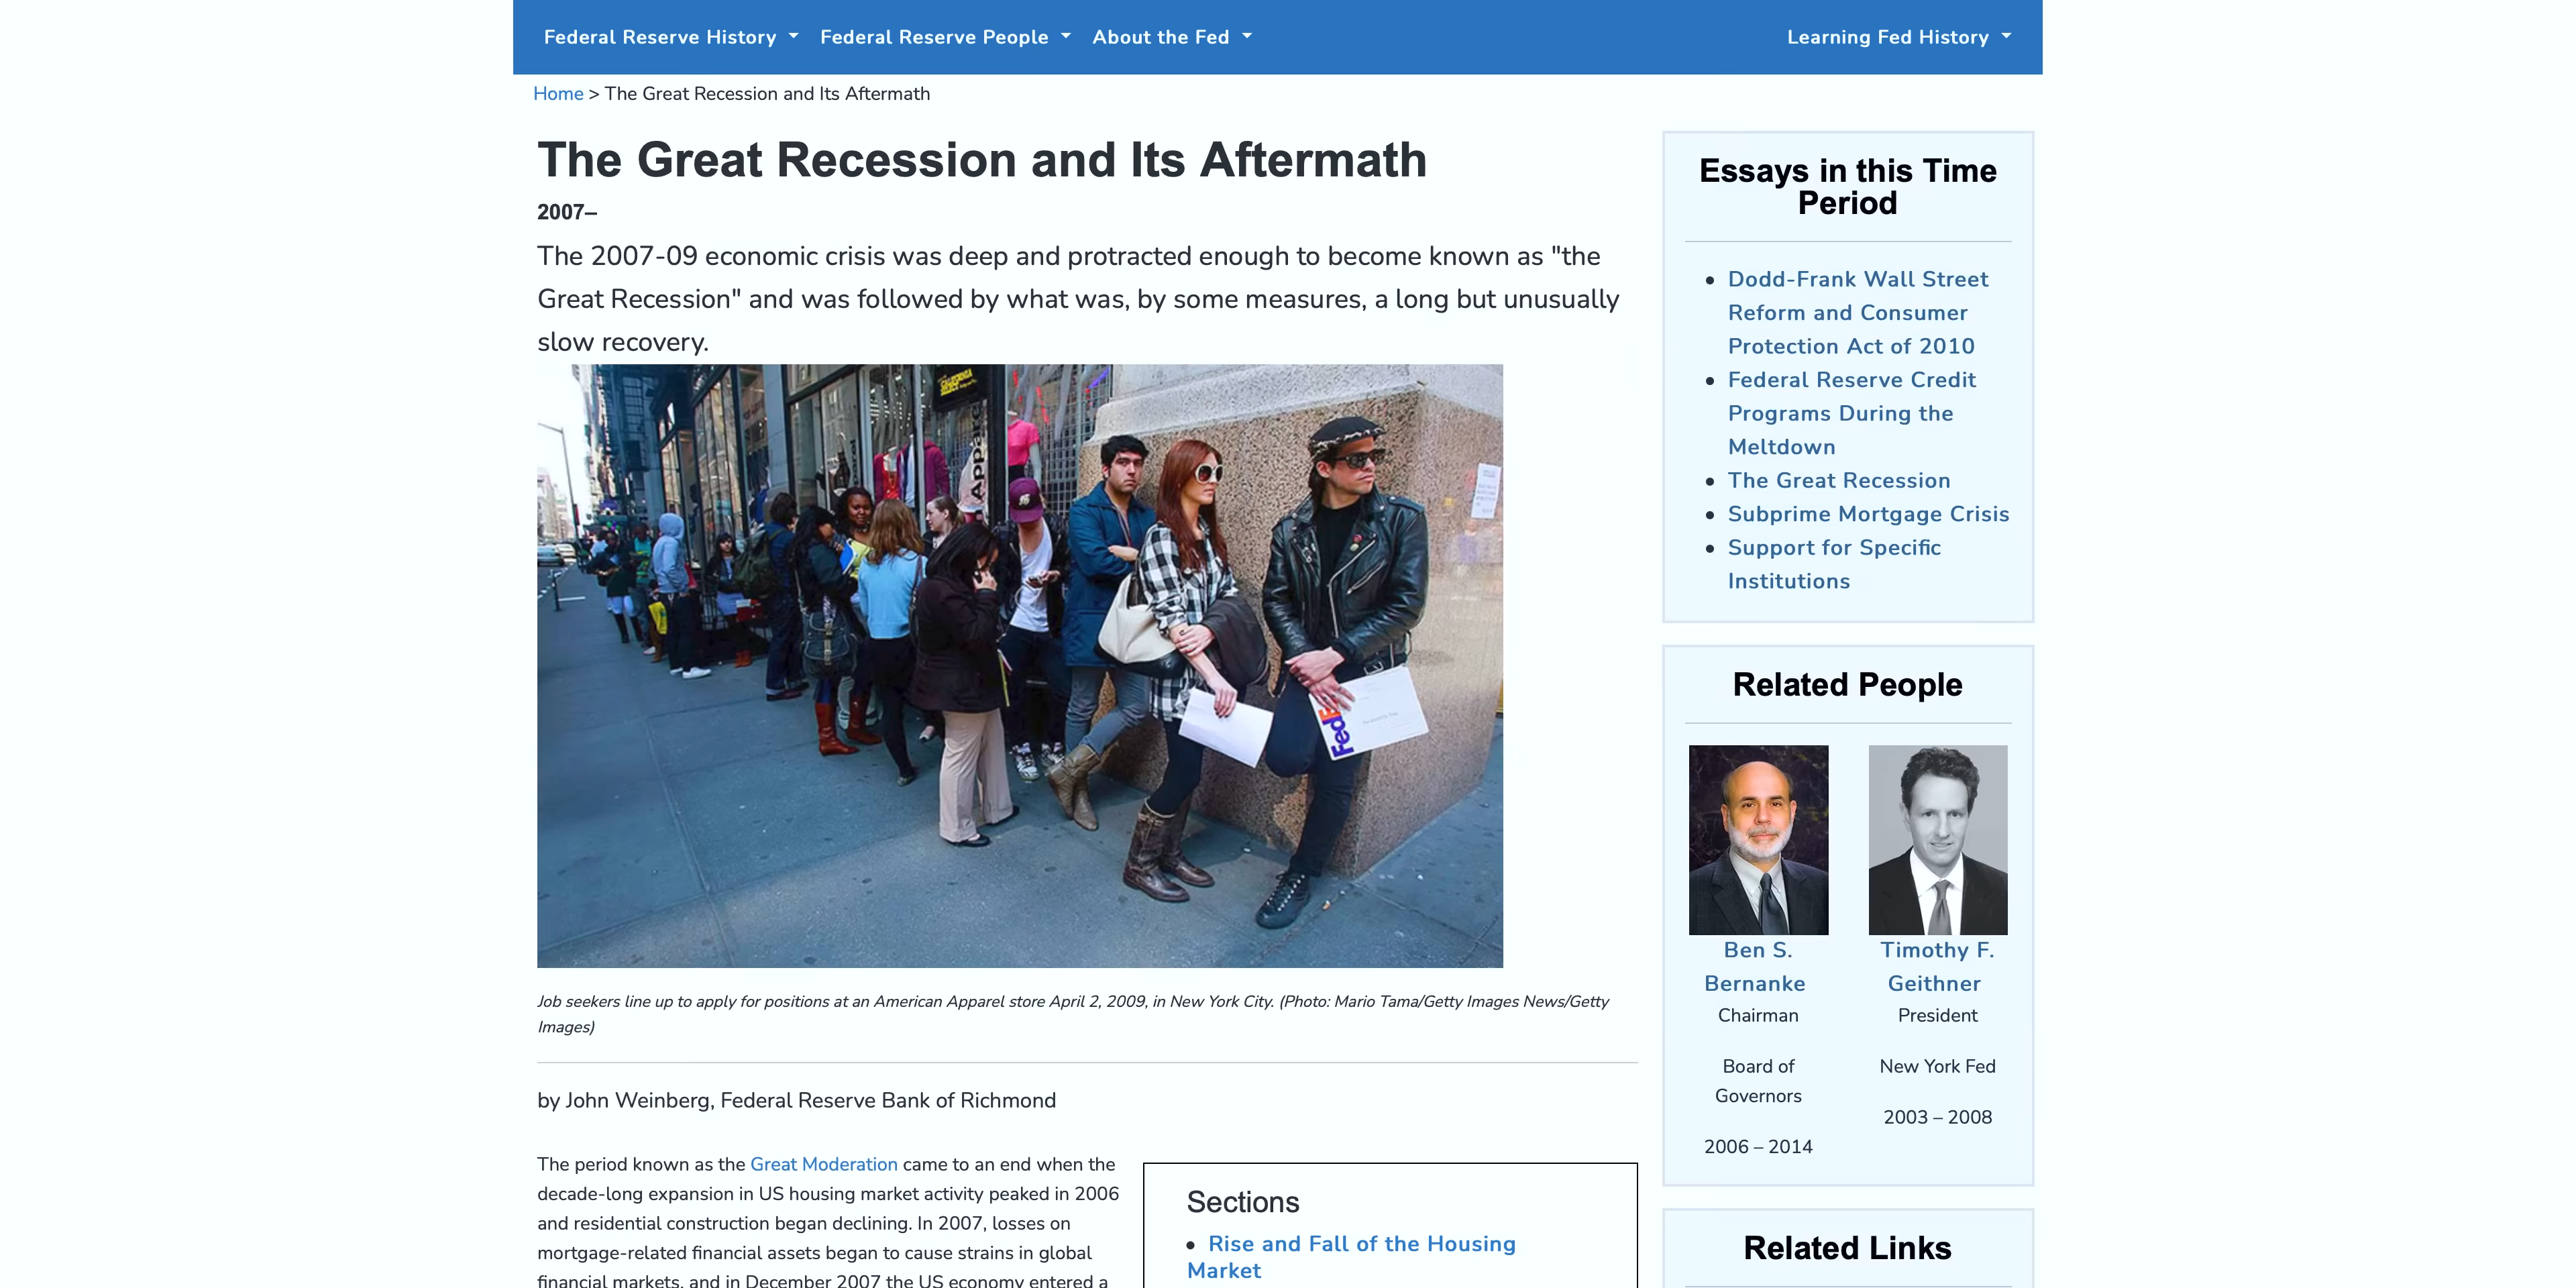 Federal Reserve History Federal Reserve People About the Fed Learning Fed History
Home > The Great Recession and Its Aftermath
The Great Recession and Its Aftermath
2007–
The 2007-09 economic crisis was deep and protracted enough to become known as "the
Great Recession" and was followed by what was, by some measures, a long but unusually
slow recovery.
CALIFORNIA
Appare
FedE
Job seekers line up to apply for positions at an American Apparel store April 2, 2009, in New York City. (Photo: Mario Tama/Getty Images News/Getty
Images)
by John Weinberg, Federal Reserve Bank of Richmond
The period known as the Great Moderation came to an end when the
decade-long expansion in US housing market activity peaked in 2006
and residential construction began declining. In 2007, losses on
mortgage-related financial assets began to cause strains in global
financial markets, and in December 2007 the US economy entered a
Sections
• Rise and Fall of the Housing
Market
Essays in this Time
Period
• Dodd-Frank Wall Street
Reform and Consumer
Protection Act of 2010
• Federal Reserve Credit
Programs During the
Meltdown
• The Great Recession
• Subprime Mortgage Crisis
• Support for Specific
Institutions
Related People
Ben S.
Bernanke
Chairman
Board of
Governors
2006 – 2014
Timothy F.
Geithner
President
New York Fed
2003 – 2008
Related Links